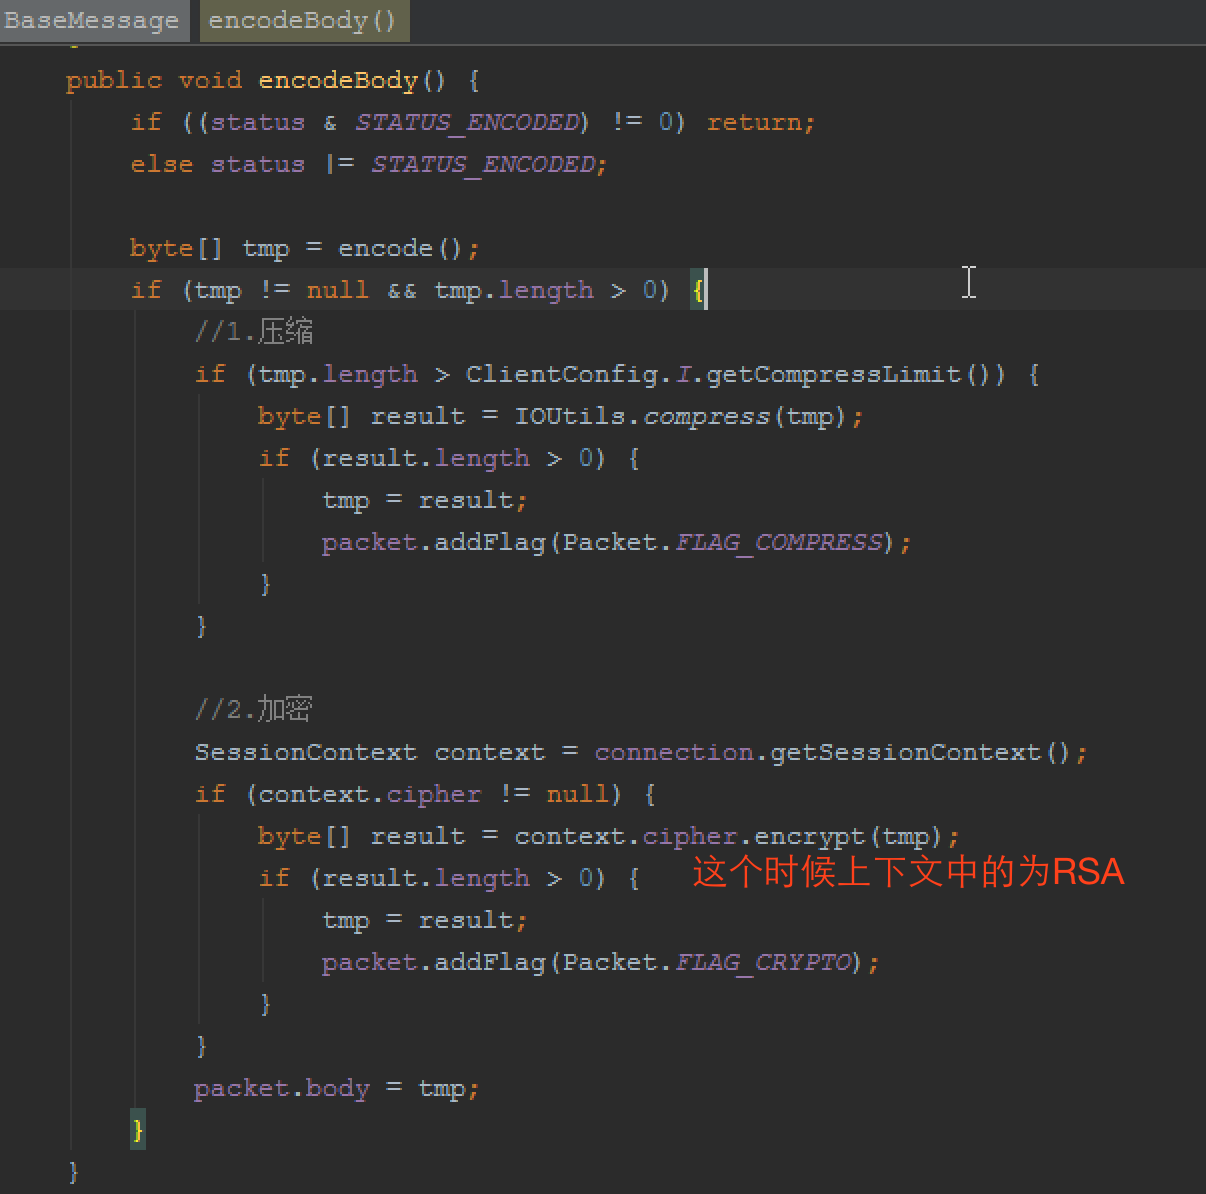 BaseMessage encodeBody()
public void encodeBody() {
if ((status & STATUS_ENCODED) != 0) return;
else status |= STATUS_ENCODED;
byte[] tmp = encode();
if (tmp != null && tmp.length > 0) {
//1.压缩
if (tmp.length > ClientConfig.I.getCompressLimit()) {
byte[] result = IOUtils.compress(tmp);
if (result.length > 0) {
tmp = result;
packet.addFlag(Packet.FLAG_COMPRESS);
}
}
//2.加密
SessionContext context = connection.getSessionContext();
if (context.cipher != null) {
byte[] result = context.cipher.encrypt(tmp);
if (result.length > 0) { 这个时候上下文中的为RSA
tmp = result;
packet.addFlag(Packet.FLAG_CRYPTO);
}
}
packet.body = tmp;
}
}